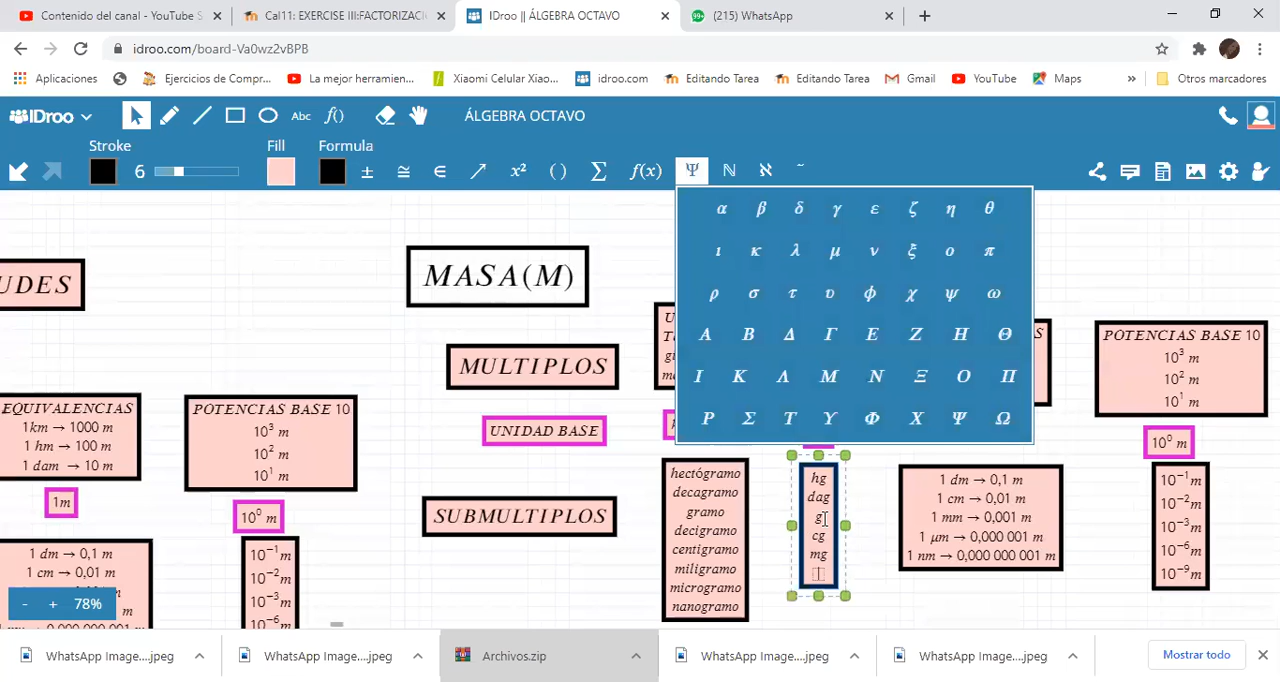 Contenido del canal - YouTube S
Cal11: EXERCISE III:FACTORIZACI
IDroo || ÁLGEBRA OCTAVO
(215) WhatsApp
idroo.com/board-Va0wz2vBPB
Aplicaciones
Ejercicios de Compr...
La mejor herramien...
Xiaomi Celular Xiao...
idroo.com
Editando Tarea
Editando Tarea
Gmail
YouTube
Maps
»
Otros marcadores
IDroo
Abc
f()
ÁLGEBRA OCTAVO
Stroke
Fill
Formula
6
± ≅ ∈ x² ( ) ∑ f(x) Ψ ℕ ℵ ~
α β δ γ ε ζ η θ
ι κ λ μ ν ξ ο π
ρ σ τ υ φ χ ψ ω
Α Β Δ Γ Ε Ζ Η Θ
Ι Κ Λ Μ Ν Ξ Ο Π
Ρ Σ Τ Υ Φ Χ Ψ Ω
UDES
EQUIVALENCIAS
1km → 1000 m
1 hm → 100 m
1 dam → 10 m
1m
1 dm → 0,1 m
1 cm → 0,01 m
POTENCIAS BASE 10
10³ m
10² m
10¹ m
10⁰ m
10⁻¹m
10⁻²m
10⁻³m
10⁻⁶m
MASA(M)
MULTIPLOS
UNIDAD BASE
SUBMULTIPLOS
hectógramo
decagramo
gramo
decigramo
centigramo
miligramo
microgramo
nanogramo
hg
dag
g
cg
mg
1 dm → 0,1 m
1 cm → 0,01 m
1 mm → 0,001 m
1 μm → 0,000 001 m
1 nm → 0,000 000 001 m
POTENCIAS BASE 10
10³ m
10² m
10¹ m
10⁰ m
10⁻¹m
10⁻²m
10⁻³m
10⁻⁶m
10⁻⁹m
- + 78%
WhatsApp Image....jpeg
WhatsApp Image....jpeg
Archivos.zip
WhatsApp Image....jpeg
WhatsApp Image....jpeg
Mostrar todo